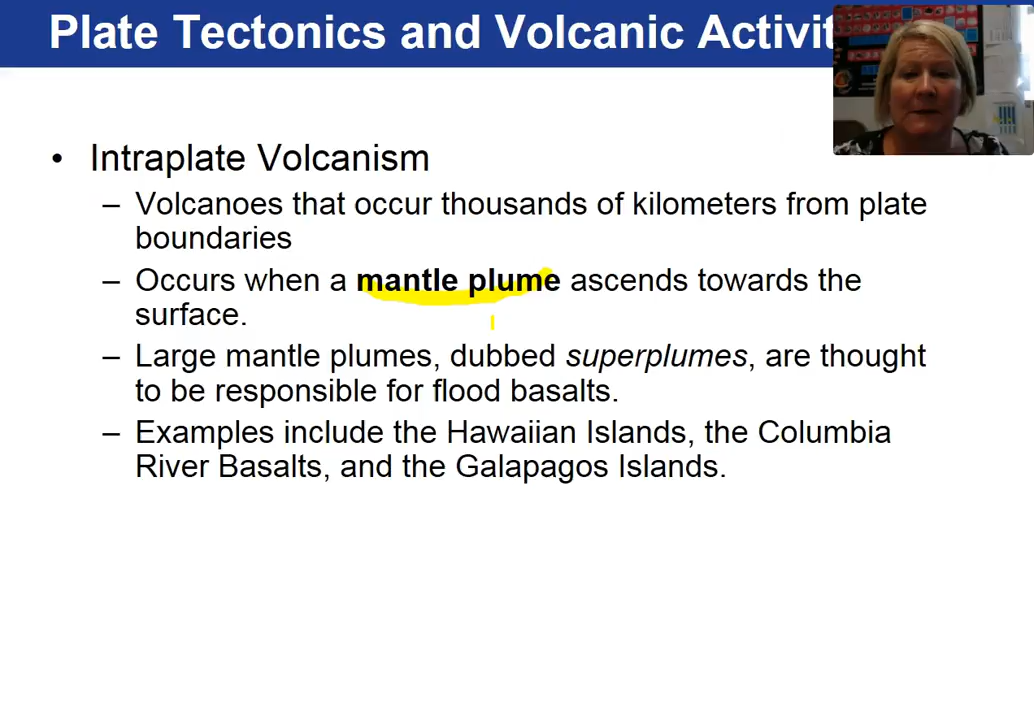 Plate Tectonics and Volcanic Activit
• Intraplate Volcanism
– Volcanoes that occur thousands of kilometers from plate
boundaries
– Occurs when a mantle plume ascends towards the
surface.
– Large mantle plumes, dubbed superplumes, are thought
to be responsible for flood basalts.
– Examples include the Hawaiian Islands, the Columbia
River Basalts, and the Galapagos Islands.